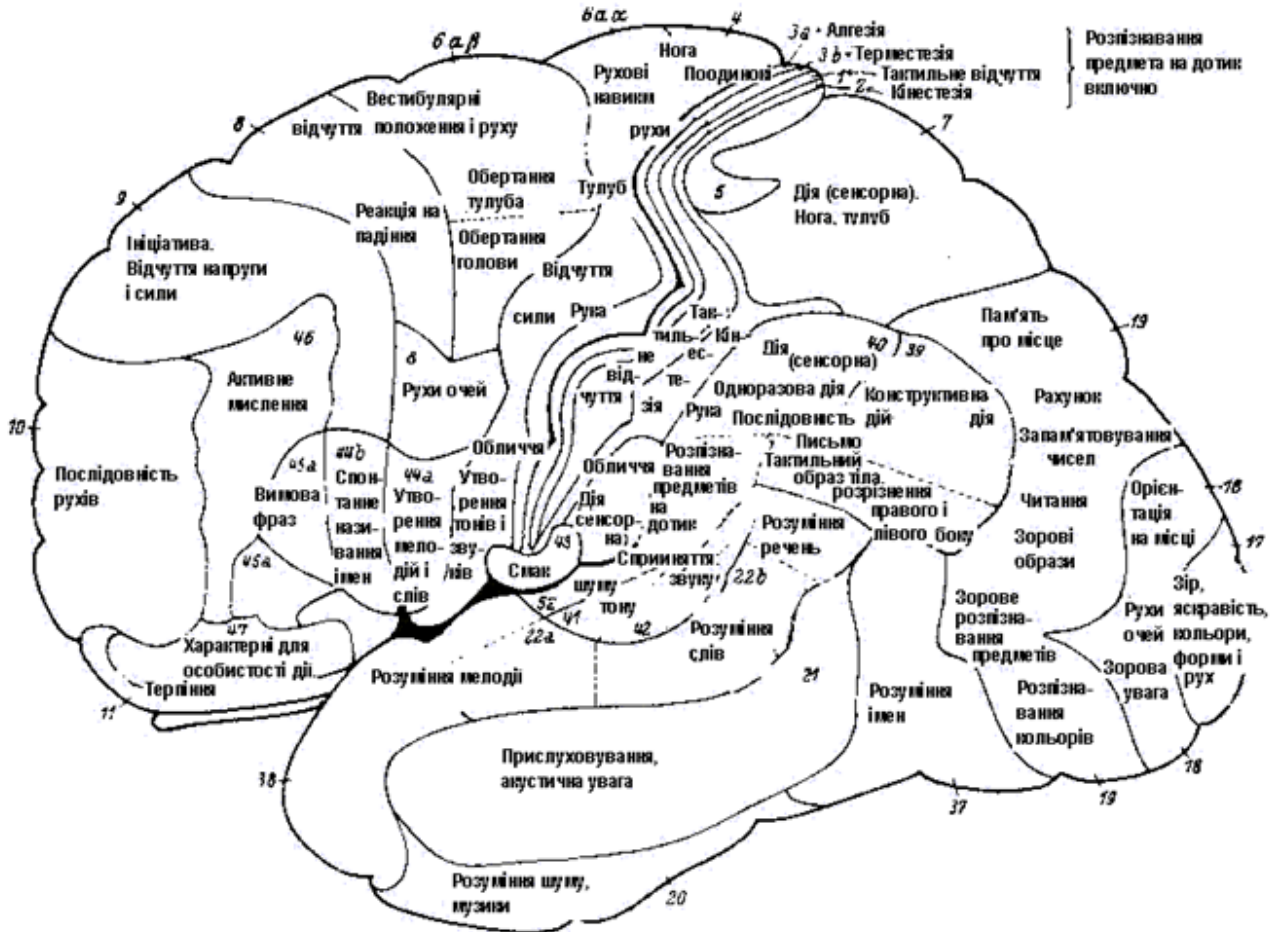 6aα
4
6aβ
3a - Алгезія
3b - Терместезія
1 - Тактильне відчуття
2 - Кінестезія
Розпізнавання
предмета на дотик
включно
Нога
Рухові
навики
Поодинокі
рухи
Вестибулярні
відчуття положення і руху
8
7
9
Обертання
тулуба
Тулуб
5
Дія (сенсорна).
Нога, тулуб
Реакція на
падіння
Обертання
голови
Ініціатива.
Відчуття напруги
і сили
Відчуття
сили
Рука
Так-
тиль-
не
від-
чуття
Кін-
ес-
те-
зія
Пам'ять
про місце
19
46
Активне
мислення
8
Рухи очей
Дія
(сенсорна)
40
39
Одноразова дія
Рука
Послідовність дій
Конструктивна
дія
Рахунок
Запам'ятовування
чисел
10
Послідовність
рухів
45a
Вимова
фраз
44b
Спон-
танне
нази-
вання
імен
44a
Утво-
рення
мело-
дій і
слів
Утво-
рення
тонів і
зву-
ків
Обличчя
Обличчя
Дія
сенсор-
на
Розпізна-
вання
предметів
на
дотик
Письмо
Тактильний
образ тіла.
розрізнення
правого і
лівого боку
Читання
Зорові
образи
Орієн-
тація
на місці
18
17
45a
43
Смак
Сприйняття
звуку
шуму
тону
Розуміння
речень
22b
52
41
42
22a
Розуміння
слів
Зорове
розпізна-
вання
предметів
Рухи
очей
Зір,
яскравість,
кольори,
форми і
рух
Зорова
увага
47
Характерні для
особистості дії
Терпіння
11
Розуміння мелодії
21
Розуміння
імен
Розпізна-
вання
кольорів
Прислуховування,
акустична увага
38
18
19
37
Розуміння шуму,
музики
20